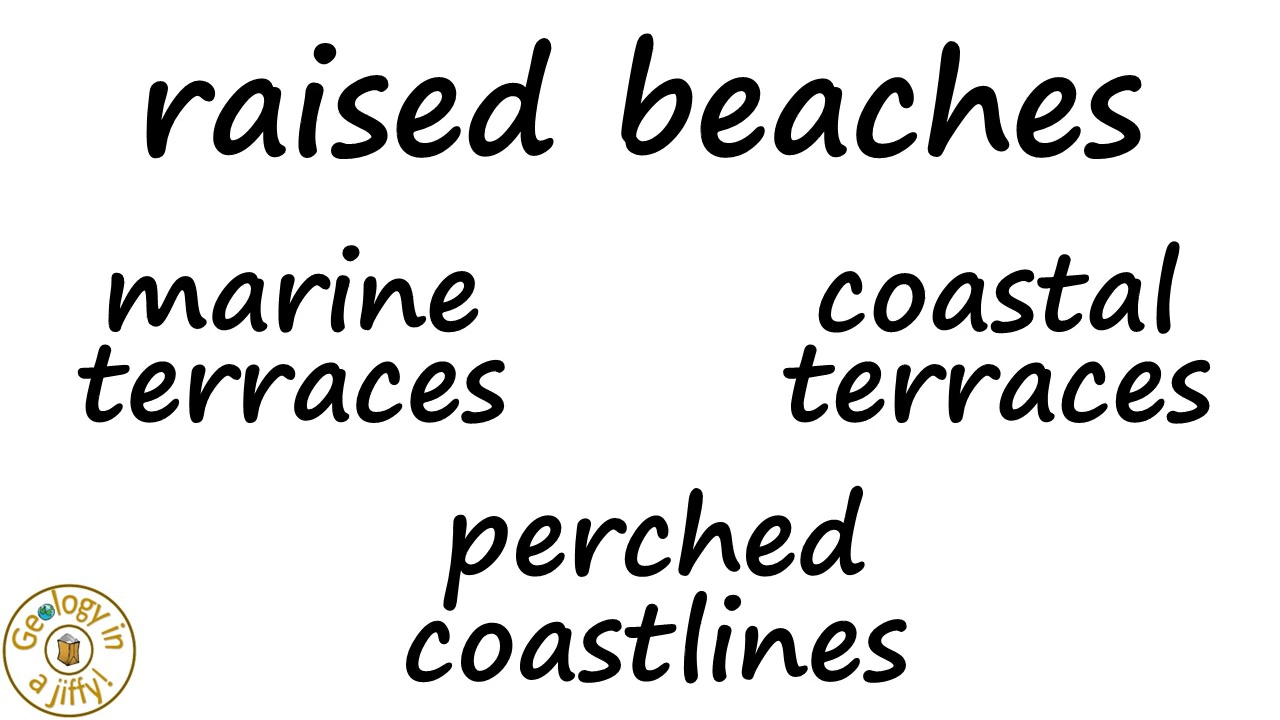 raised beaches
marine
terraces
coastal
terraces
perched
coastlines
Geology in
a jiffy!